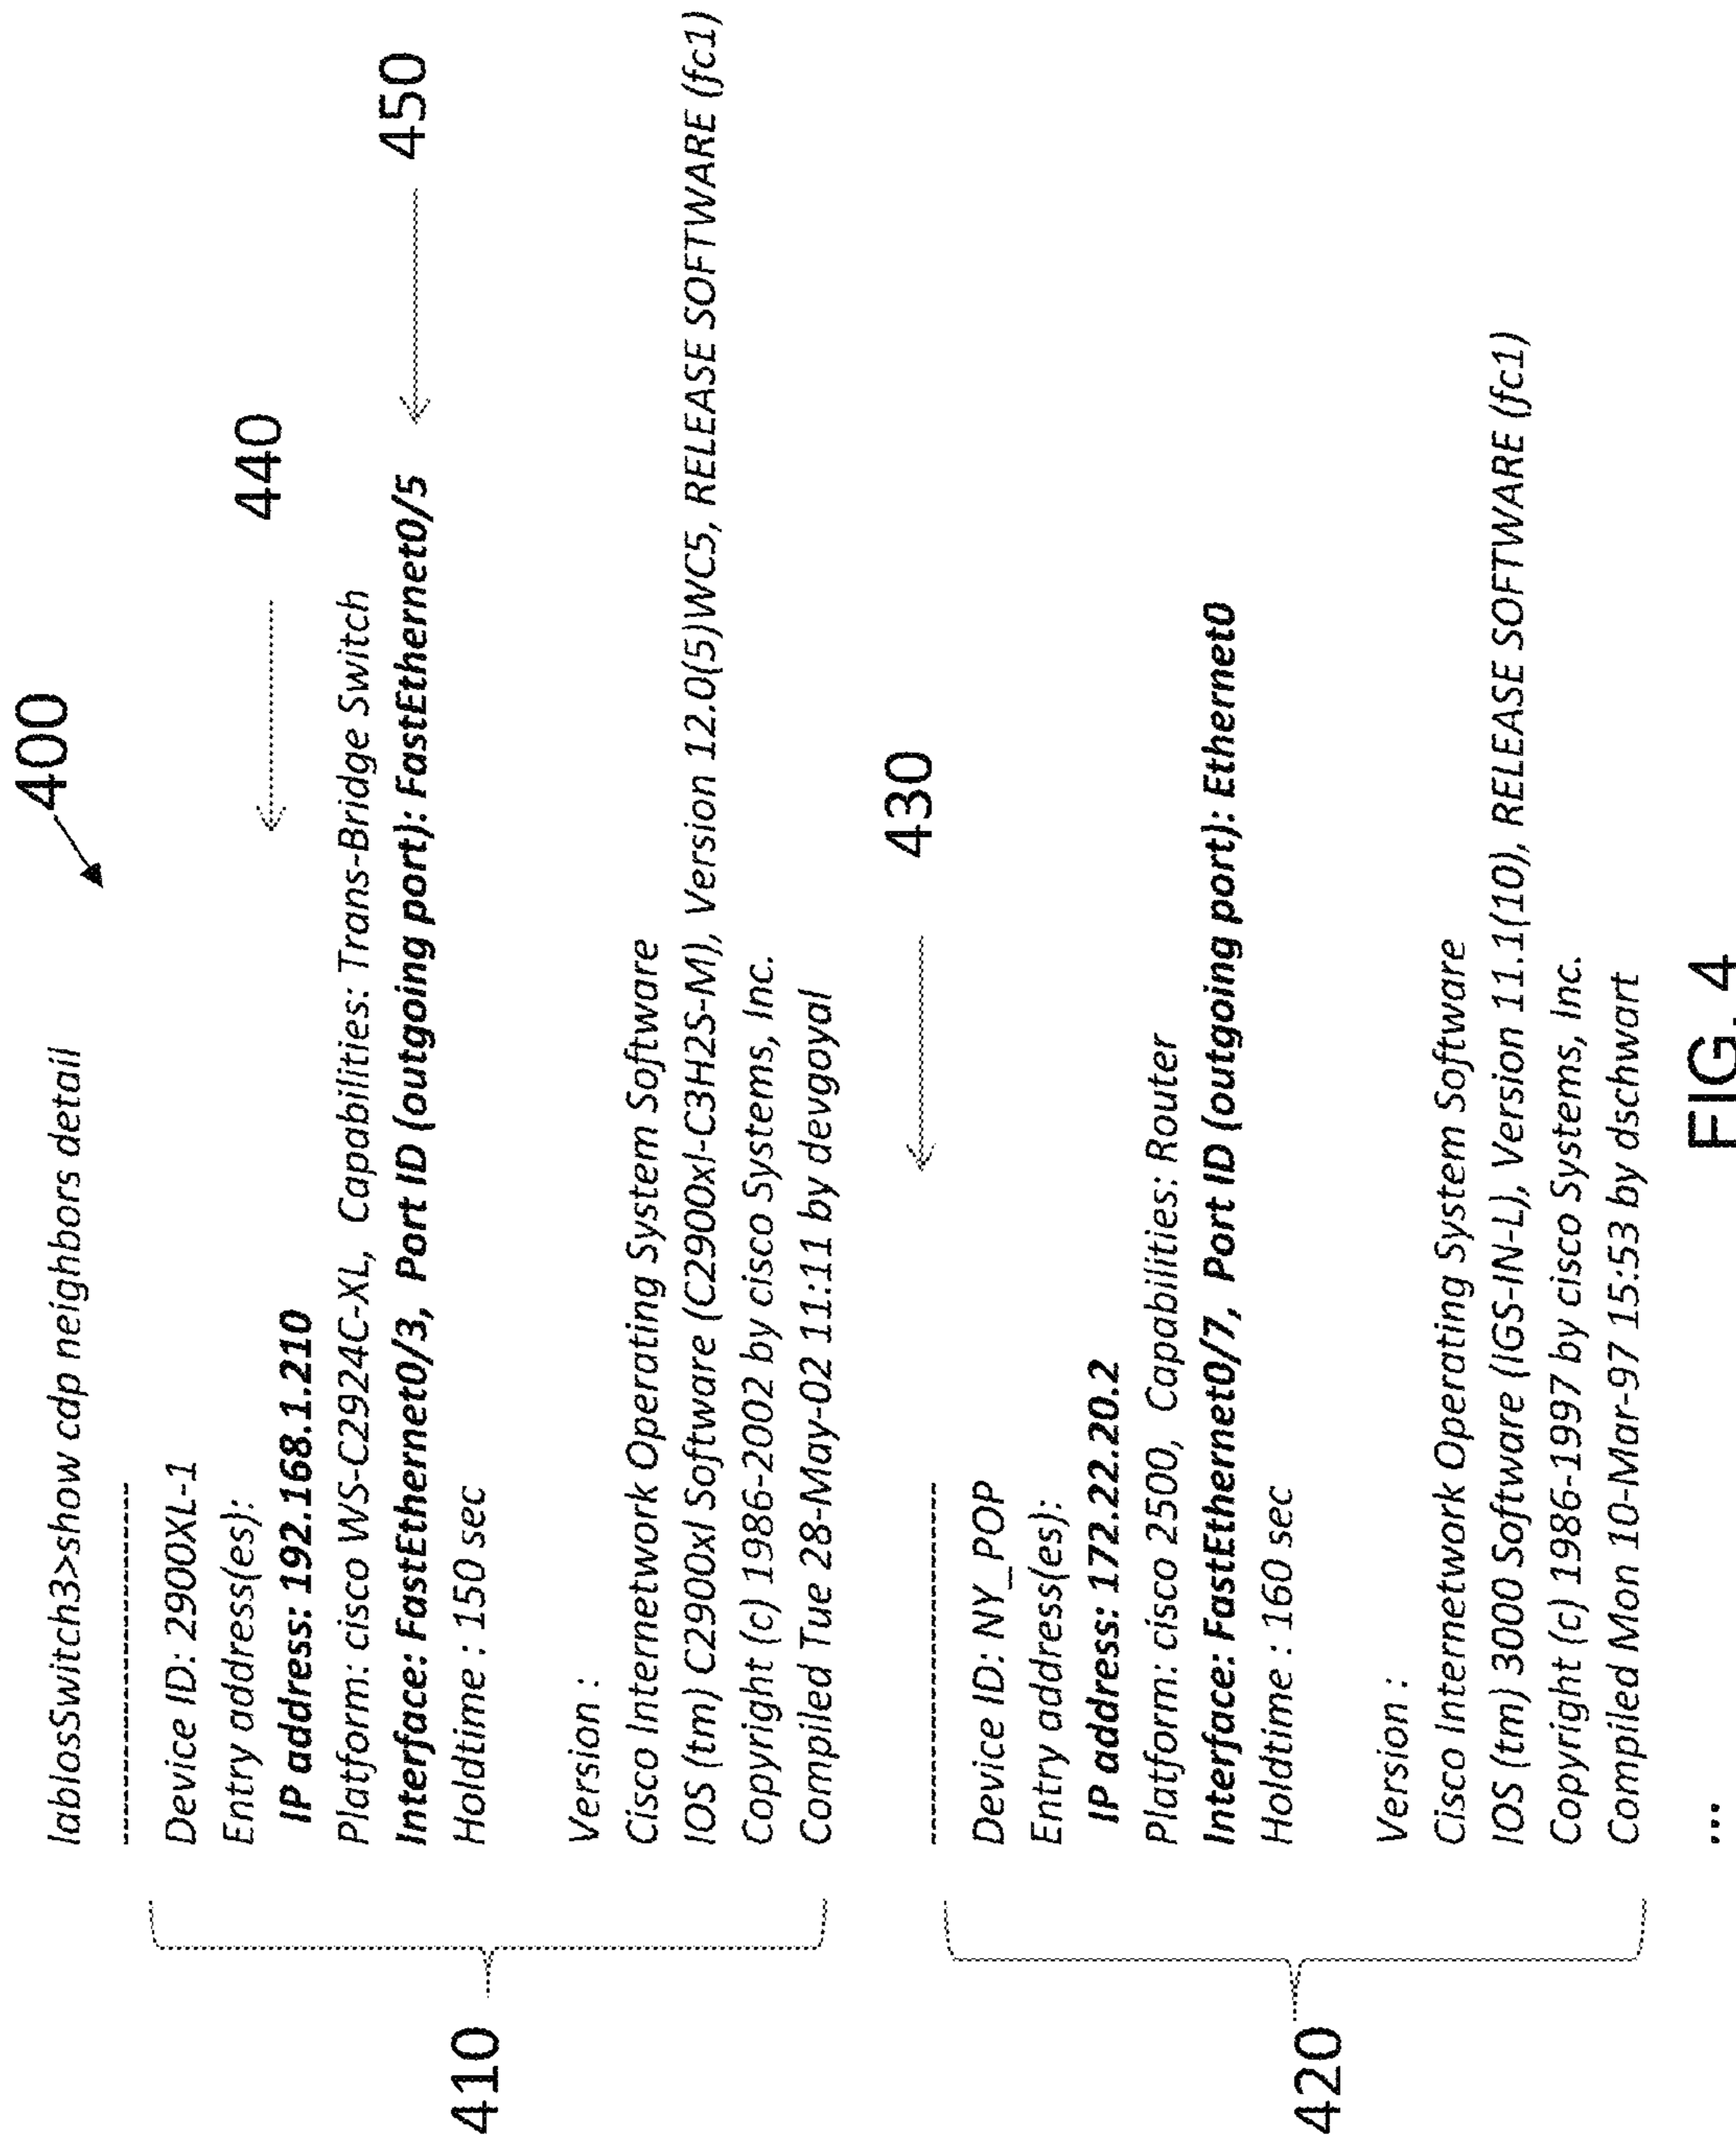 400
lablosSwitch3>show cdp neighbors detail
-------------------------
410
Device ID: 2900XL-1
Entry address(es):
440
IP address: 192.168.1.210
Platform: cisco WS-C2924C-XL, Capabilities: Trans-Bridge Switch
Interface: FastEthernet0/3, Port ID (outgoing port): FastEthernet0/5
450
Holdtime : 150 sec
Version :
Cisco Internetwork Operating System Software
IOS (tm) C2900xl Software (C2900xl-C3H2S-M), Version 12.0(5)WC5, RELEASE SOFTWARE (fc1)
Copyright (c) 1986-2002 by cisco Systems, Inc.
Compiled Tue 28-May-02 11:11 by devgoyal
430
-------------------------
420
Device ID: NY_POP
Entry address(es):
IP address: 172.22.20.2
Platform: cisco 2500, Capabilities: Router
Interface: FastEthernet0/7, Port ID (outgoing port): Ethernet0
Holdtime : 160 sec
Version :
Cisco Internetwork Operating System Software
IOS (tm) 3000 Software (IGS-IN-L), Version 11.1(10), RELEASE SOFTWARE (fc1)
Copyright (c) 1986-1997 by cisco Systems, Inc.
Compiled Mon 10-Mar-97 15:53 by dschwart
...
FIG. 4